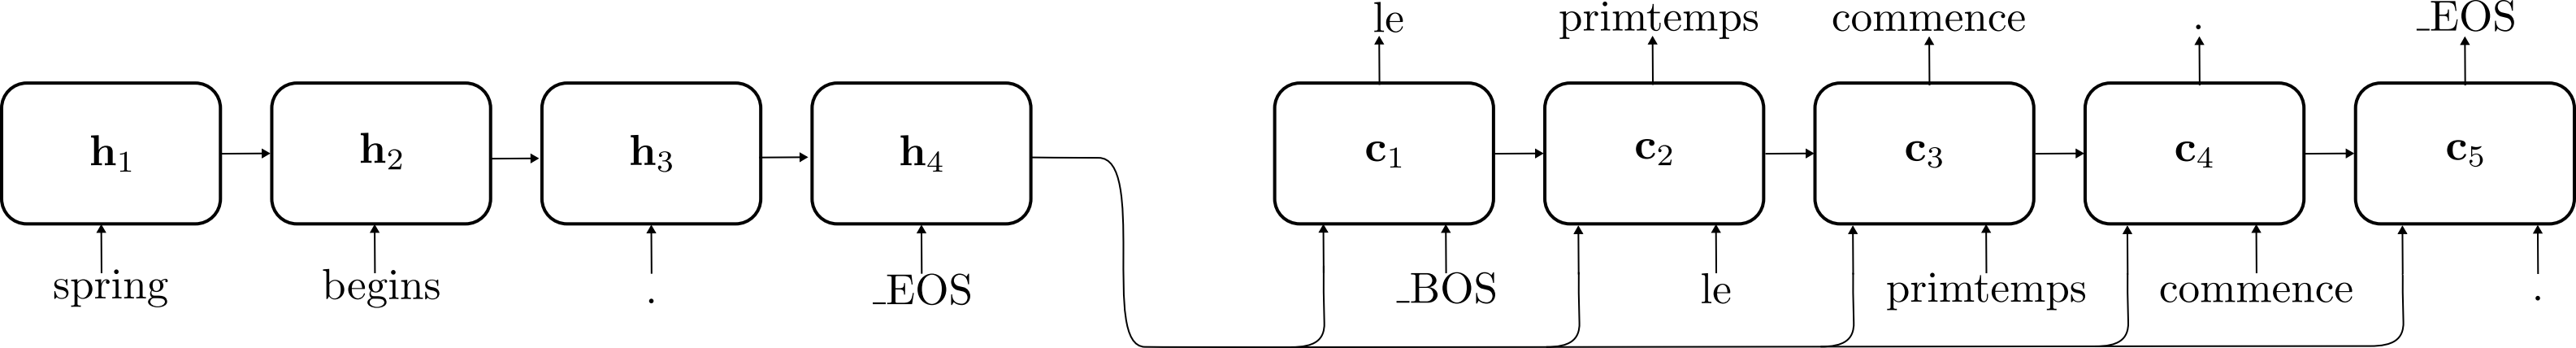 le primtemps commence . _EOS
h1 h2 h3 h4 c1 c2 c3 c4 c5
spring begins . _EOS _BOS le primtemps commence .